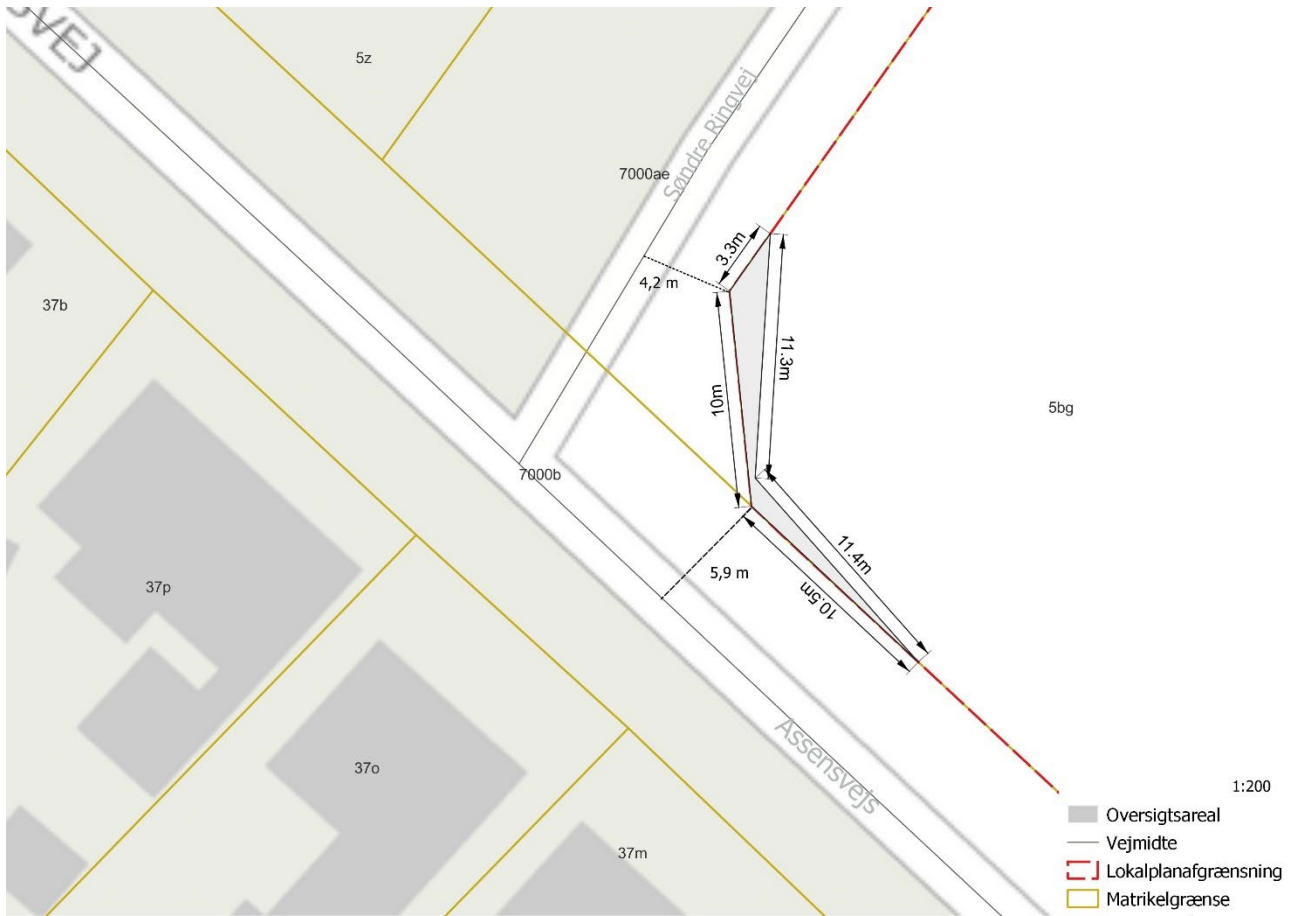 5z
Søndre Ringvej
7000ae
3.3m
4,2 m
37b
11.3m
10m
5bg
7000b
11.4m
5,9 m
37p
10.5m
Assensvejs
37o
1:200
Oversigtsareal
Vejmidte
Lokalplanafgrænsning
Matrikelgrænse
37m